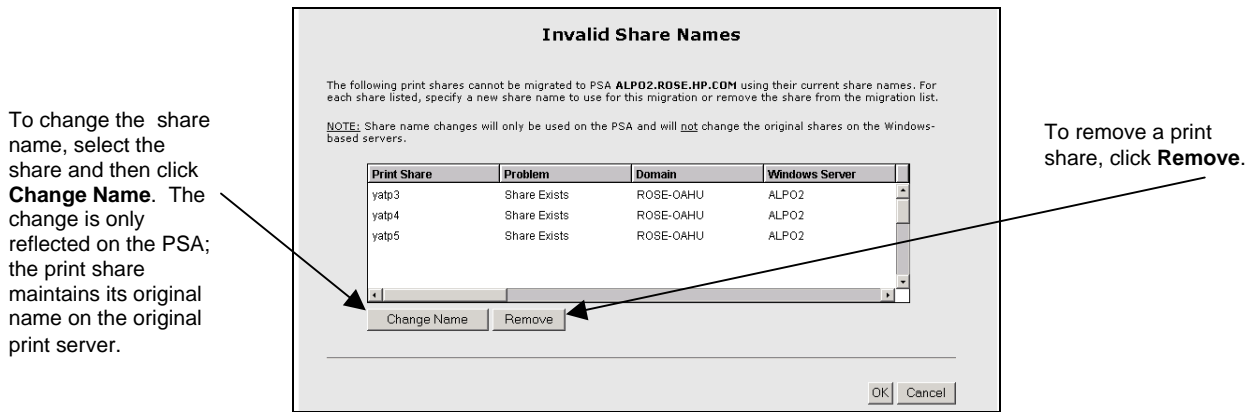 To change the share
name, select the
share and then click
Change Name. The
change is only
reflected on the PSA;
the print share
maintains its original
name on the original
print server.
Invalid Share Names
The following print shares cannot be migrated to PSA ALPO2.ROSE.HP.COM using their current share names. For
each share listed, specify a new share name to use for this migration or remove the share from the migration list.
NOTE: Share name changes will only be used on the PSA and will not change the original shares on the Windows-
based servers.
Print Share Problem Domain Windows Server
yatp3 Share Exists ROSE-OAHU ALPO2
yatp4 Share Exists ROSE-OAHU ALPO2
yatp5 Share Exists ROSE-OAHU ALPO2
Change Name Remove
OK Cancel
To remove a print
share, click Remove.